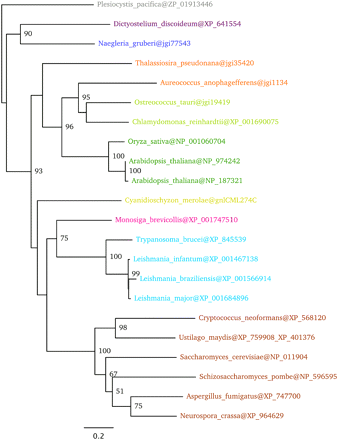 Plesiocystis_pacifica@ZP_01913446
Dictyostelium_discoideum@XP_641554
90
Naegleria_gruberi@jgi77543
Thalassiosira_pseudonana@jgi35420
Aureococcus_anophagefferens@jgi1134
95
Ostreococcus_tauri@jgi19419
Chlamydomonas_reinhardtii@XP_001690075
96
Oryza_sativa@NP_001060704
100
Arabidopsis_thaliana@NP_974242
100
Arabidopsis_thaliana@NP_187321
93
Cyanidioschyzon_merolae@gnlCML274C
Monosiga_brevicollis@XP_001747510
75
Trypanosoma_brucei@XP_845539
100
Leishmania_infantum@XP_001467138
99
Leishmania_braziliensis@XP_001566914
Leishmania_major@XP_001684896
Cryptococcus_neoformans@XP_568120
98
Ustilago_maydis@XP_759908_XP_401376
100
Saccharomyces_cerevisiae@NP_011904
67
Schizosaccharomyces_pombe@NP_596595
51
Aspergillus_fumigatus@XP_747700
75
Neurospora_crassa@XP_964629
0.2